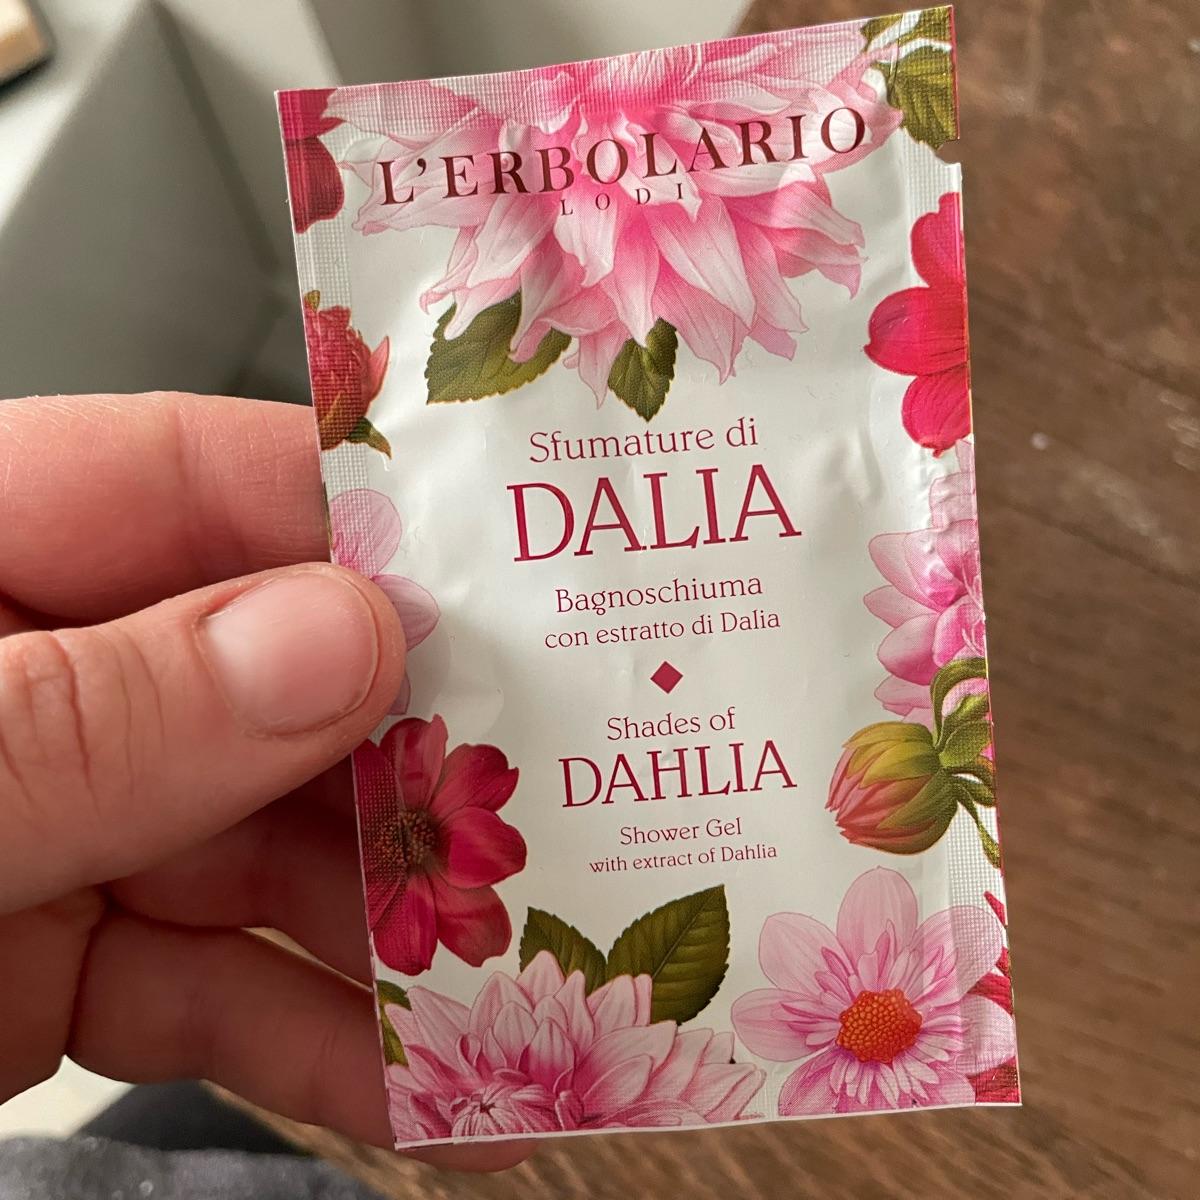 L'ERBOLARIO
LODI
Sfumature di
DALIA
Bagnoschiuma
con estratto di Dalia
Shades of
DAHLIA
Shower Gel
with extract of Dahlia